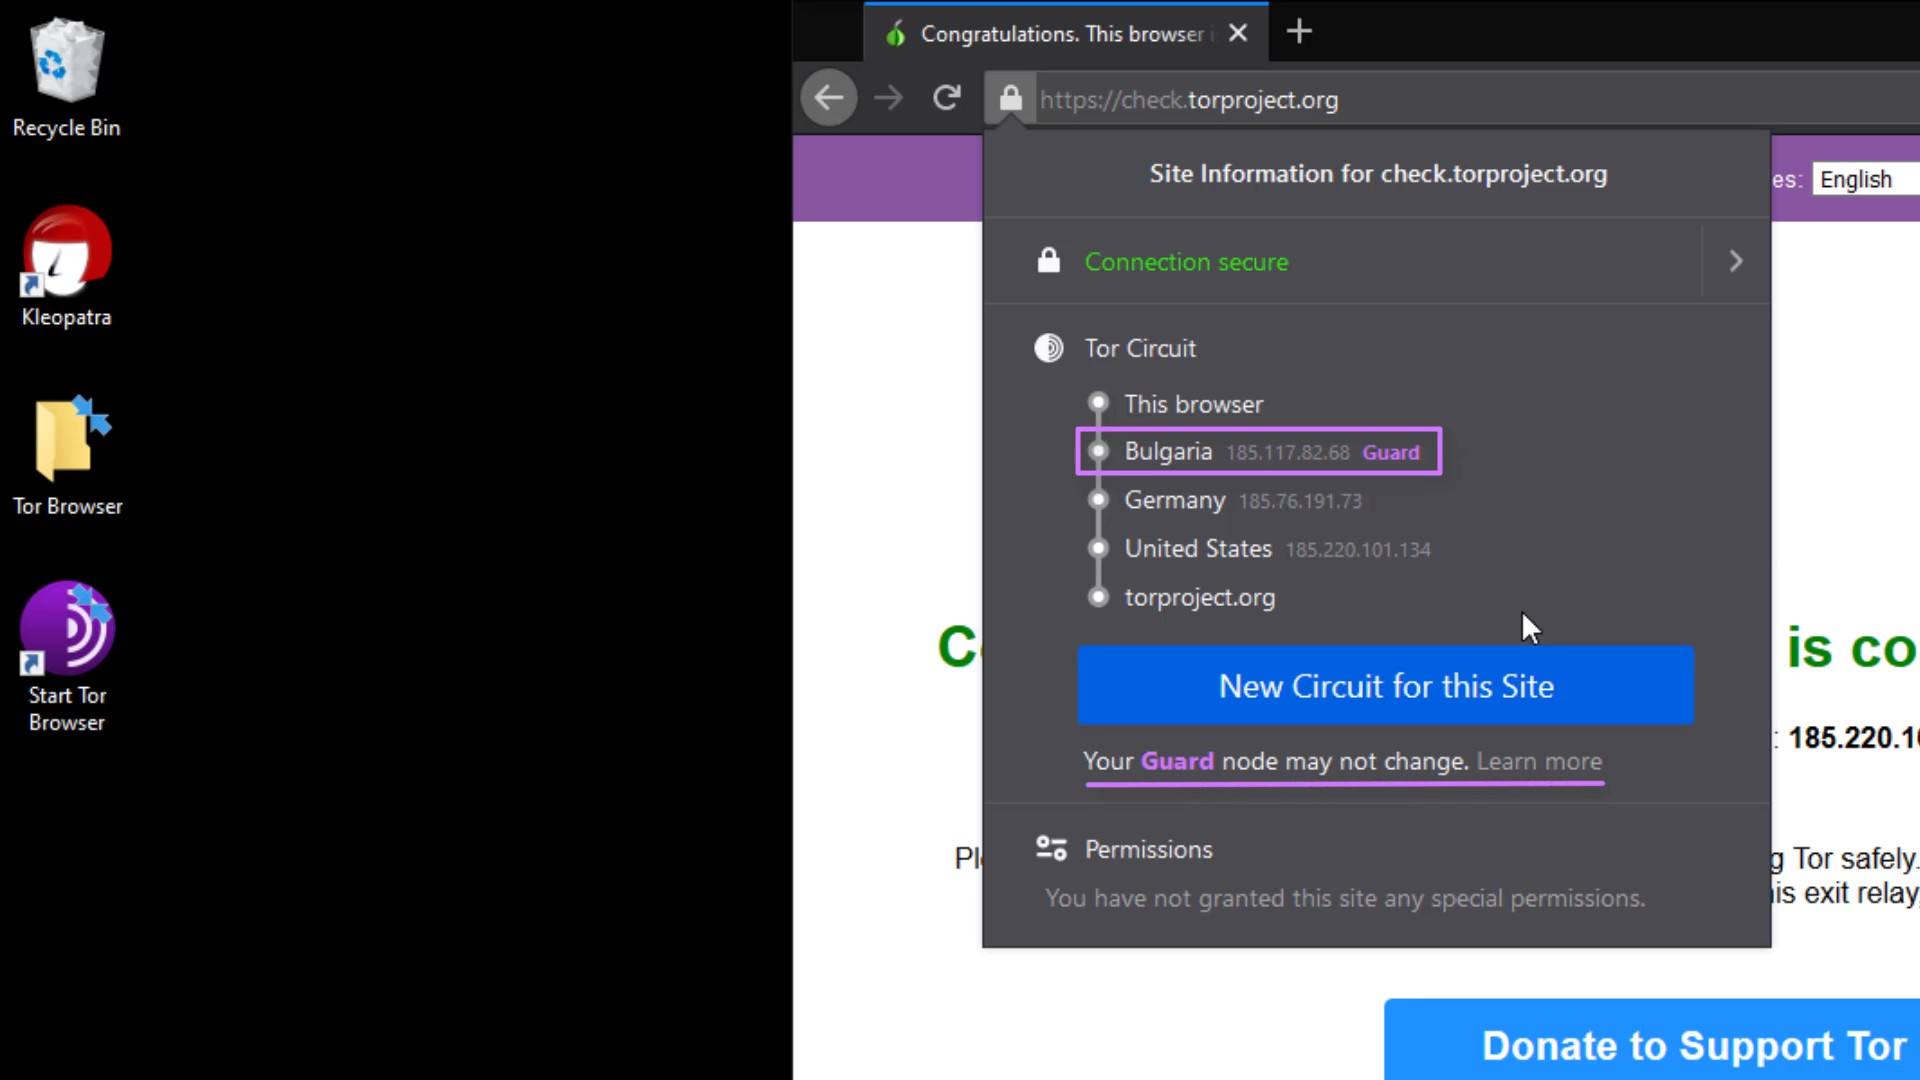 Recycle Bin
Kleopatra
Tor Browser
Start Tor
Browser
Congratulations. This browser
https://check.torproject.org
Site Information for check.torproject.org
es: English
Connection secure
Tor Circuit
This browser
Bulgaria 185.117.82.68 Guard
Germany 185.76.191.73
United States 185.220.101.134
torproject.org
is co
New Circuit for this Site
: 185.220.10
Your Guard node may not change. Learn more
Permissions
Pl
g Tor safely.
You have not granted this site any special permissions.
his exit relay,
Donate to Support Tor